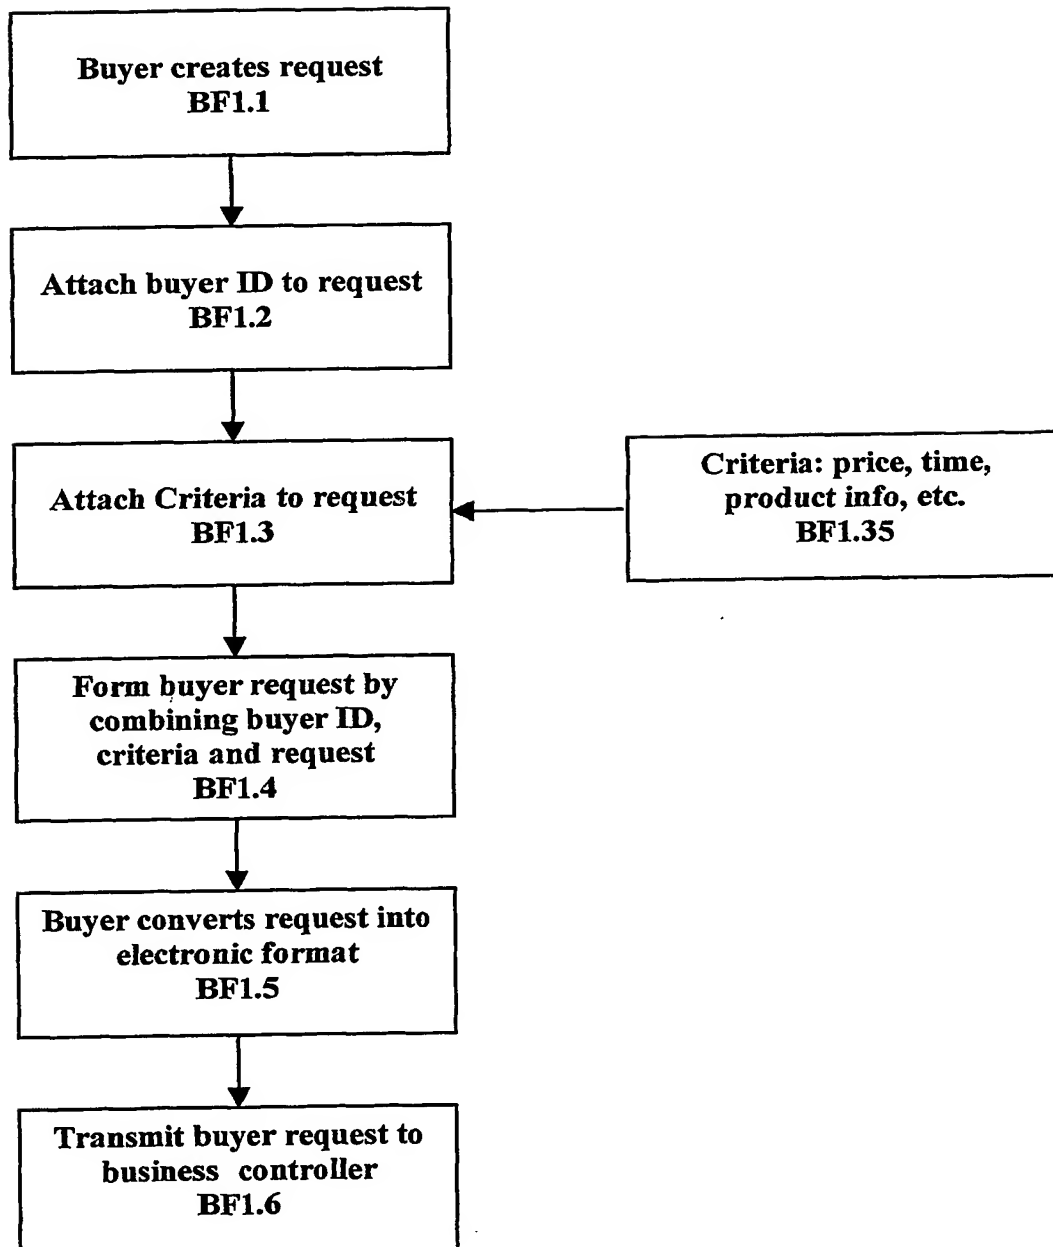 Buyer creates request
BF1.1
Attach buyer ID to request
BF1.2
Attach Criteria to request
BF1.3
Criteria: price, time,
product info, etc.
BF1.35
Form buyer request by
combining buyer ID,
criteria and request
BF1.4
Buyer converts request into
electronic format
BF1.5
Transmit buyer request to
business controller
BF1.6